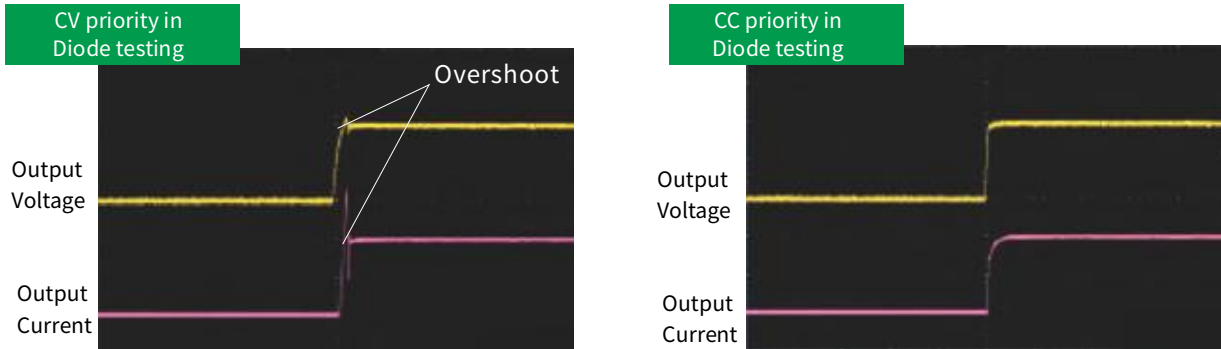 CV priority in
Diode testing
Overshoot
Output
Voltage
Output
Current
CC priority in
Diode testing
Output
Voltage
Output
Current